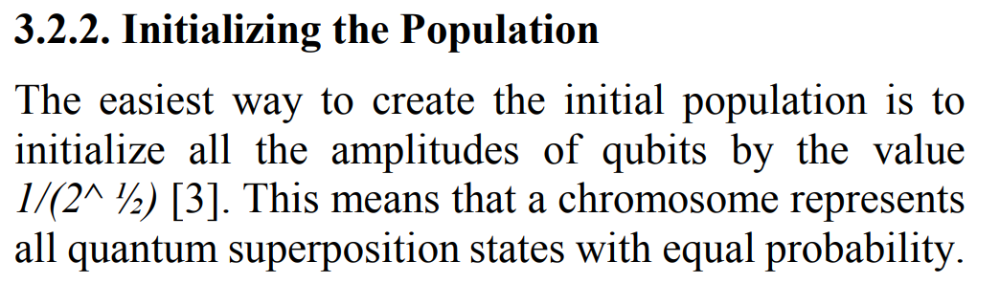 3.2.2. Initializing the Population
The easiest way to create the initial population is to
initialize all the amplitudes of qubits by the value
1/(2^ ½) [3]. This means that a chromosome represents
all quantum superposition states with equal probability.